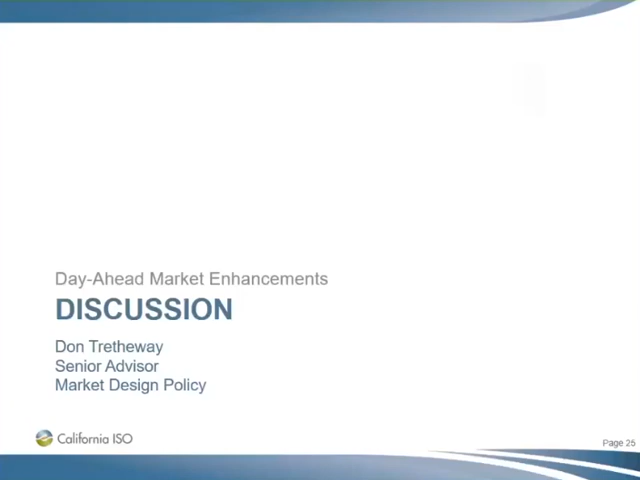 Day-Ahead Market Enhancements
DISCUSSION
Don Tretheway
Senior Advisor
Market Design Policy
California ISO
Page 25